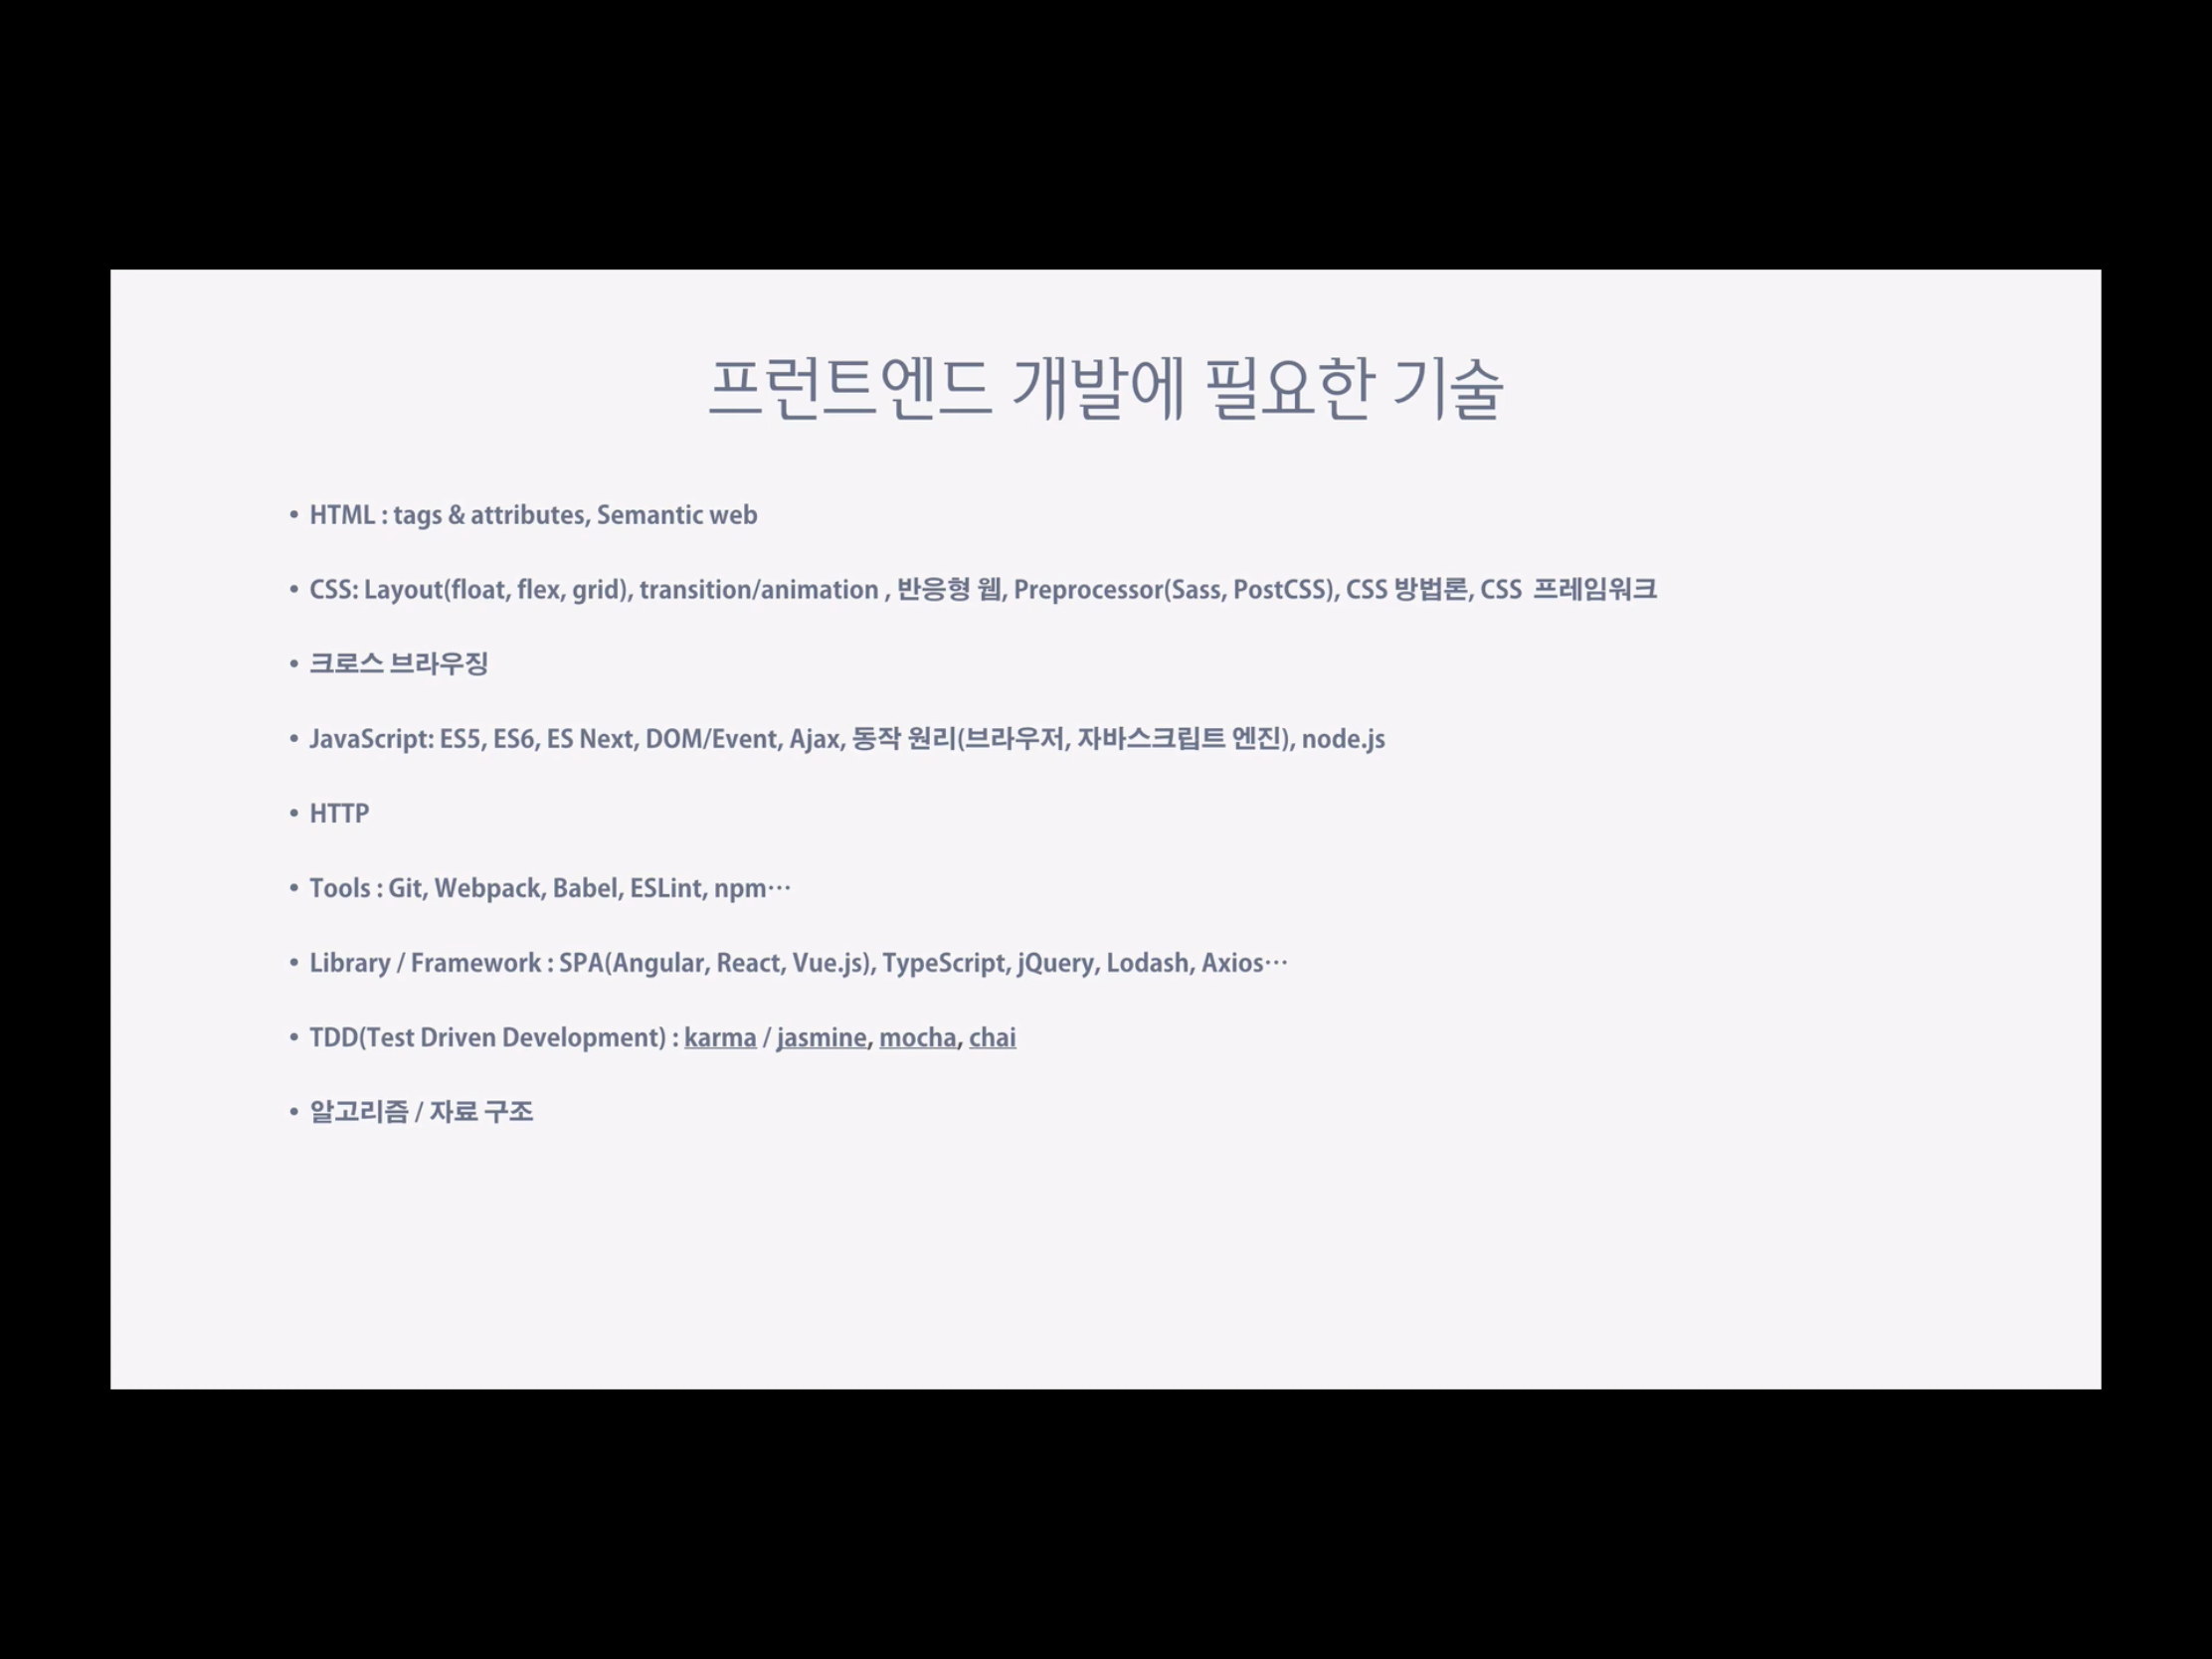 프런트엔드 개발에 필요한 기술
• HTML : tags & attributes, Semantic web
• CSS: Layout(float, flex, grid), transition/animation , 반응형 웹, Preprocessor(Sass, PostCSS), CSS 방법론, CSS 프레임워크
• 크로스 브라우징
• JavaScript: ES5, ES6, ES Next, DOM/Event, Ajax, 동작 원리(브라우저, 자바스크립트 엔진), node.js
• HTTP
• Tools : Git, Webpack, Babel, ESLint, npm…
• Library / Framework : SPA(Angular, React, Vue.js), TypeScript, jQuery, Lodash, Axios…
• TDD(Test Driven Development) : karma / jasmine, mocha, chai
• 알고리즘 / 자료 구조